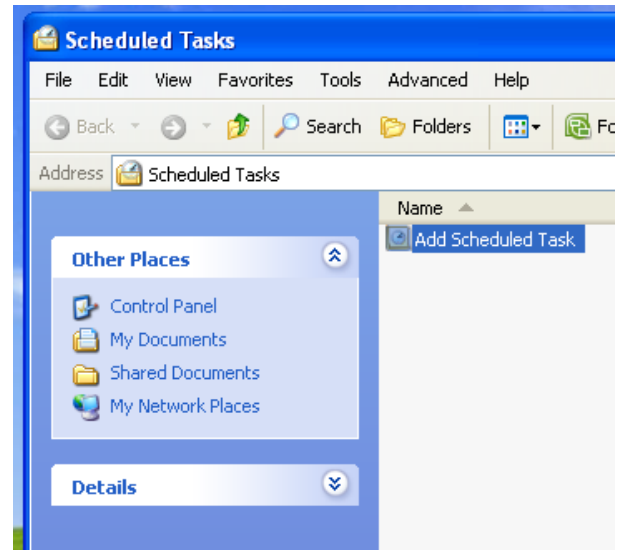 Scheduled Tasks
File Edit View Favorites Tools Advanced Help
Back Search Folders Fo
Address Scheduled Tasks
Name
Add Scheduled Task
Other Places
Control Panel
My Documents
Shared Documents
My Network Places
Details